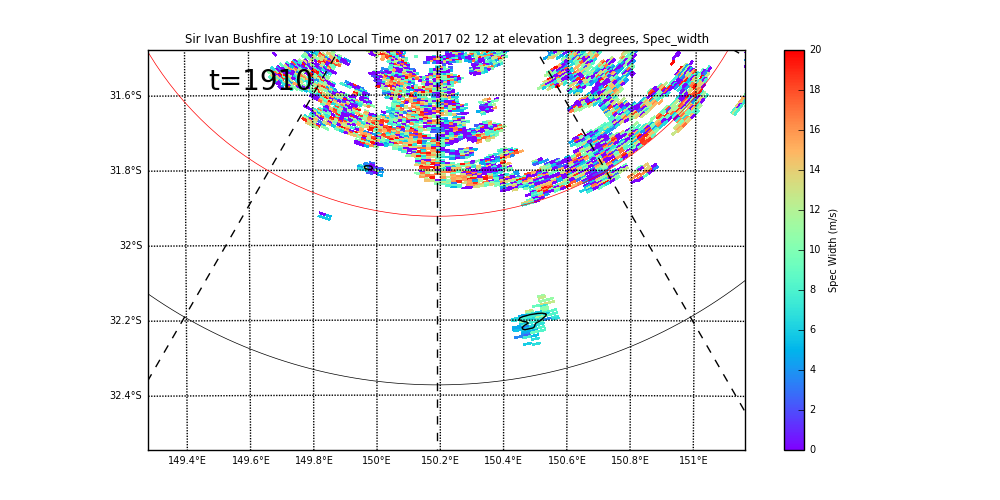 Sir Ivan Bushfire at 19:10 Local Time on 2017 02 12 at elevation 1.3 degrees, Spec_width
t=1910
31.6°S
31.8°S
32°S
32.2°S
32.4°S
149.4°E 149.6°E 149.8°E 150°E 150.2°E 150.4°E 150.6°E 150.8°E 151°E
20
18
16
14
12
10
8
6
4
2
0
Spec Width (m/s)